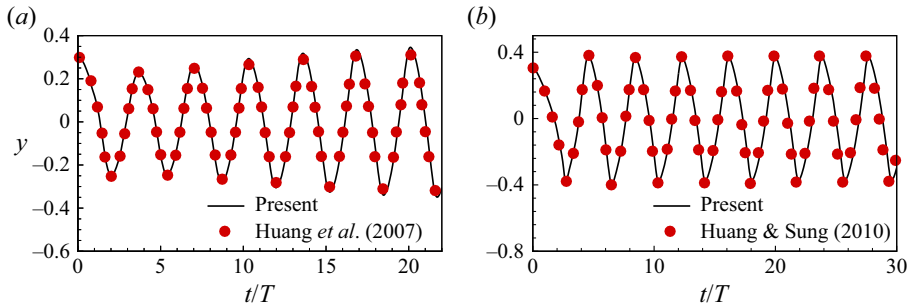 (a)
0.4
0.2
0
–0.2
–0.4
–0.6
y
0 5 10 15 20
t/T
Present
Huang et al. (2007)
(b)
0.4
0
–0.4
–0.8
0 10 20 30
t/T
Present
Huang & Sung (2010)